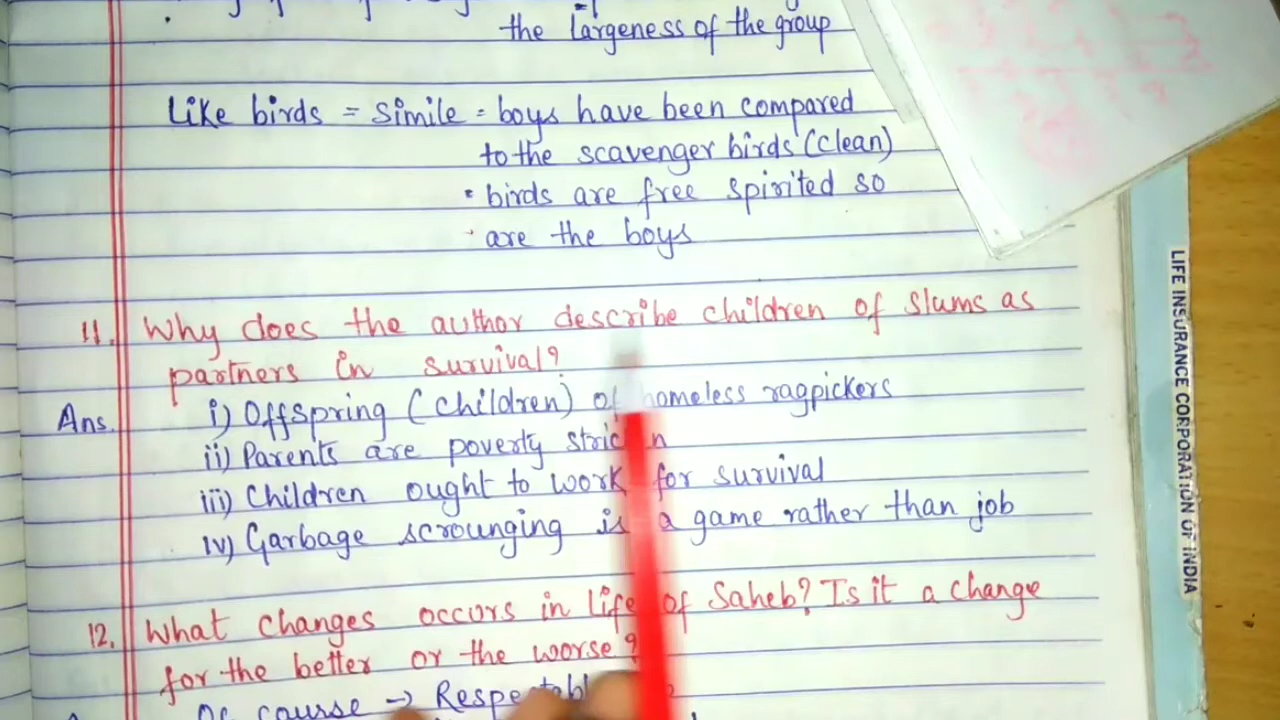 the largeness of the group
Like birds = Simile = boys have been compared
to the scavenger birds (clean)
birds are free spirited so
are the boys
11. Why does the author describe children of slums as
partners in survival?
Ans. i) Offspring (children) of homeless ragpickers
ii) Parents are poverty
iii) Children ought to work for survival
iv) Garbage scrounging is a game rather than job
12. What changes occurs in life of Saheb? Is it a change
for the better or the worse?
Of course →
LIFE INSURANCE CORPORATION OF INDIA